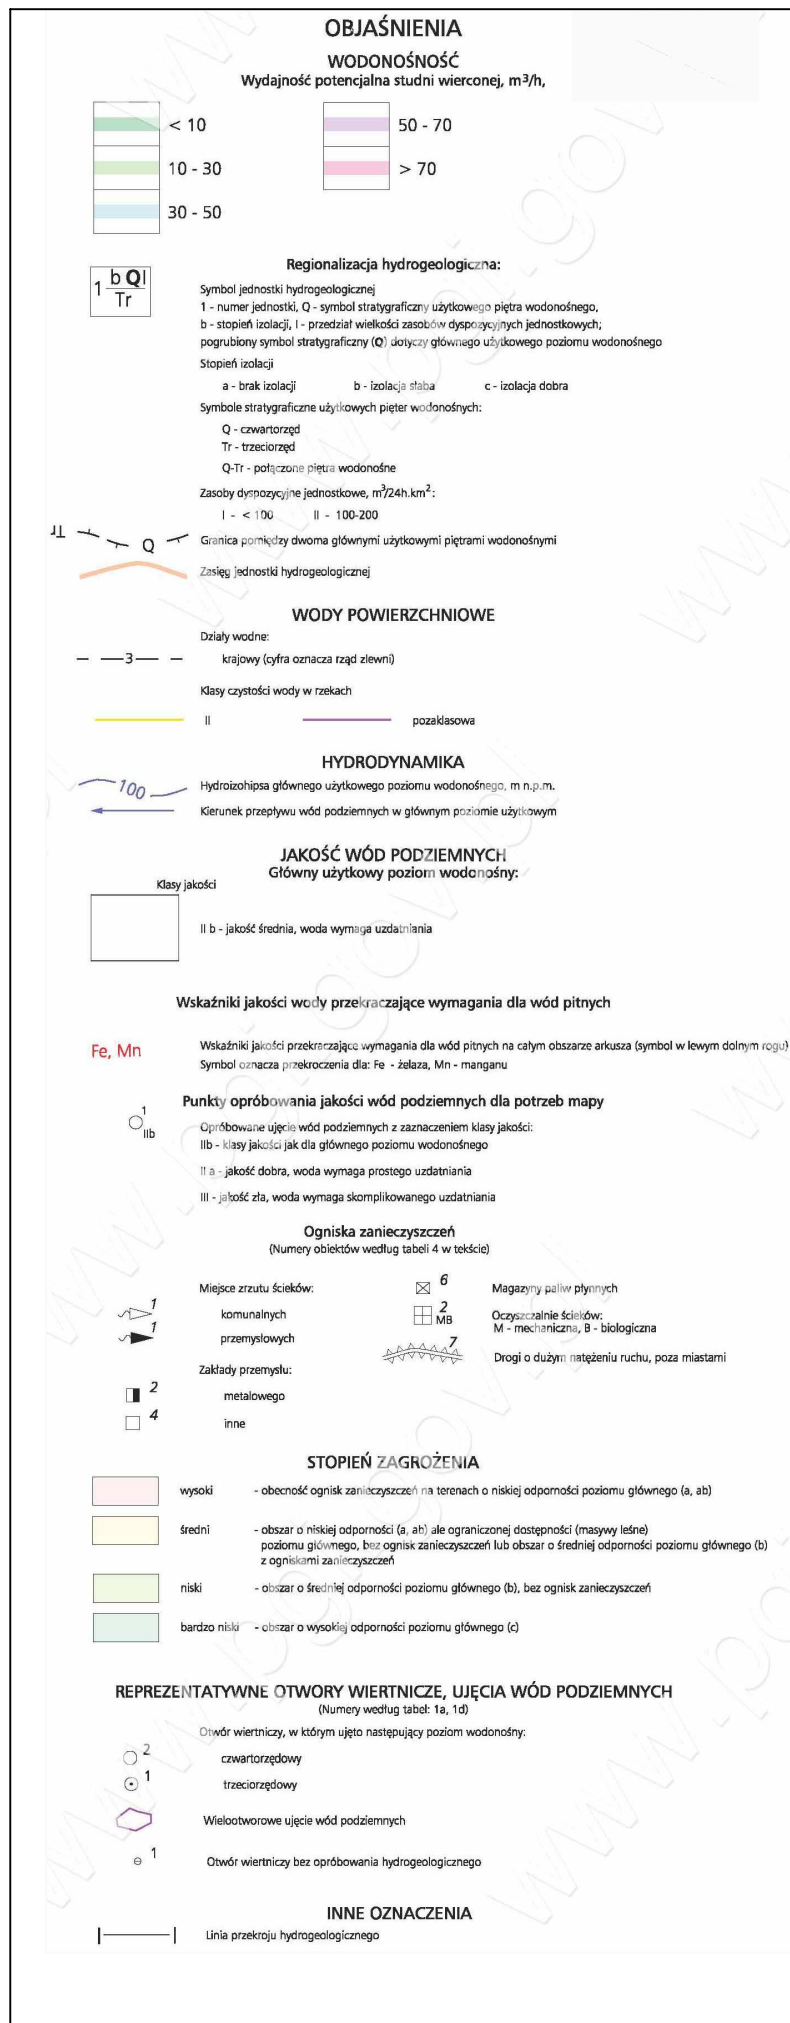 OBJAŚNIENIA
WODONOŚNOŚĆ
Wydajność potencjalna studni wierconej, m³/h,
< 10
50 - 70
10 - 30
> 70
30 - 50
Regionalizacja hydrogeologiczna:
1 b QI
Tr
Symbol jednostki hydrogeologicznej
1 - numer jednostki, Q - symbol stratygraficzny użytkowego piętra wodonośnego,
b - stopień izolacji, I - przedział wielkości zasobów dyspozycyjnych jednostkowych;
pogrubiony symbol stratygraficzny (Q) dotyczy głównego użytkowego poziomu wodonośnego
Stopień izolacji
a - brak izolacji b - izolacja słaba c - izolacja dobra
Symbole stratygraficzne użytkowych pięter wodonośnych:
Q - czwartorzęd
Tr - trzeciorzęd
Q-Tr - połączone piętra wodonośne
Zasoby dyspozycyjne jednostkowe, m³/24h.km²:
I - < 100 II - 100-200
Tr Q Granica pomiędzy dwoma głównymi użytkowymi piętrami wodonośnymi
Zasięg jednostki hydrogeologicznej
WODY POWIERZCHNIOWE
Działy wodne:
3 krajowy (cyfra oznacza rząd zlewni)
Klasy czystości wody w rzekach
II pozaklasowa
HYDRODYNAMIKA
100 Hydroizohipsa głównego użytkowego poziomu wodonośnego, m n.p.m.
Kierunek przepływu wód podziemnych w głównym poziomie użytkowym
JAKOŚĆ WÓD PODZIEMNYCH
Główny użytkowy poziom wodonośny:
Klasy jakości
II b - jakość średnia, woda wymaga uzdatniania
Wskaźniki jakości wody przekraczające wymagania dla wód pitnych
Fe, Mn
Wskaźniki jakości przekraczające wymagania dla wód pitnych na całym obszarze arkusza (symbol w lewym dolnym rogu)
Symbol oznacza przekroczenia dla: Fe - żelaza, Mn - manganu
Punkty opróbowania jakości wód podziemnych dla potrzeb mapy
1
IIb
Opróbowane ujęcie wód podziemnych z zaznaczeniem klasy jakości:
IIb - klasy jakości jak dla głównego poziomu wodonośnego
II a - jakość dobra, woda wymaga prostego uzdatniania
III - jakość zła, woda wymaga skomplikowanego uzdatniania
Ogniska zanieczyszczeń
(Numery obiektów według tabeli 4 w tekście)
Miejsce zrzutu ścieków:
6 Magazyny paliw płynnych
1 komunalnych
2 MB Oczyszczalnie ścieków:
M - mechaniczna, B - biologiczna
1 przemysłowych
7 Drogi o dużym natężeniu ruchu, poza miastami
Zakłady przemysłu:
2 metalowego
4 inne
STOPIEŃ ZAGROŻENIA
wysoki - obecność ognisk zanieczyszczeń na terenach o niskiej odporności poziomu głównego (a, ab)
średni - obszar o niskiej odporności (a, ab) ale ograniczonej dostępności (masywy leśne)
poziomu głównego, bez ognisk zanieczyszczeń lub obszar o średniej odporności poziomu głównego (b)
z ogniskami zanieczyszczeń
niski - obszar o średniej odporności poziomu głównego (b), bez ognisk zanieczyszczeń
bardzo niski - obszar o wysokiej odporności poziomu głównego (c)
REPREZENTATYWNE OTWORY WIERTNICZE, UJĘCIA WÓD PODZIEMNYCH
(Numery według tabel: 1a, 1d)
Otwór wiertniczy, w którym ujęto następujący poziom wodonośny:
2 czwartorzędowy
1 trzeciorzędowy
Wielootworowe ujęcie wód podziemnych
1 Otwór wiertniczy bez opróbowania hydrogeologicznego
INNE OZNACZENIA
Linia przekroju hydrogeologicznego